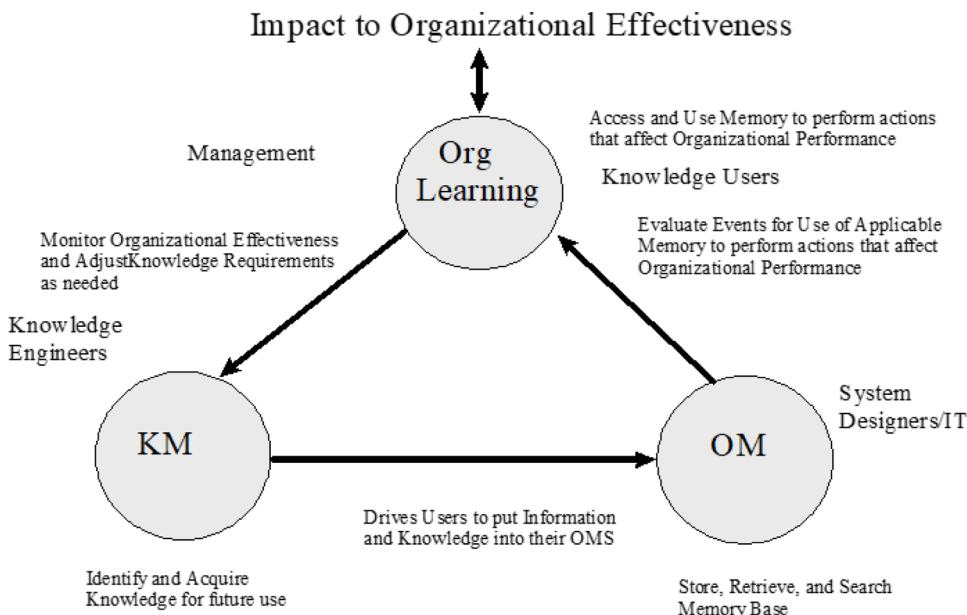 Impact to Organizational Effectiveness
Access and Use Memory to perform actions
that affect Organizational Performance
Management
Org
Learning
Knowledge Users
Monitor Organizational Effectiveness
and AdjustKnowledge Requirements
as needed
Evaluate Events for Use of Applicable
Memory to perform actions that affect
Organizational Performance
Knowledge
Engineers
System
Designers/IT
KM
OM
Drives Users to put Information
and Knowledge into their OMS
Identify and Acquire
Knowledge for future use
Store, Retrieve, and Search
Memory Base